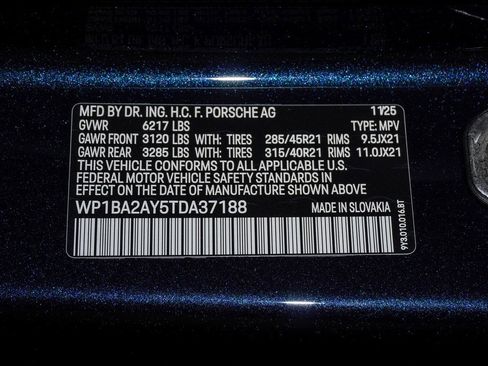 MFD BY DR. ING. H.C. F. PORSCHE AG 11/25
GVWR 6217 LBS TYPE: MPV
GAWR FRONT 3120 LBS WITH: TIRES 285/45R21 RIMS 9.5JX21
GAWR REAR 3285 LBS WITH: TIRES 315/40R21 RIMS 11.0JX21
THIS VEHICLE CONFORMS TO ALL APPLICABLE U.S.
FEDERAL MOTOR VEHICLE SAFETY STANDARDS IN
EFFECT ON THE DATE OF MANUFACTURE SHOWN ABOVE.
WP1BA2AY5TDA37188 MADE IN SLOVAKIA
9Y3.010.016.BT